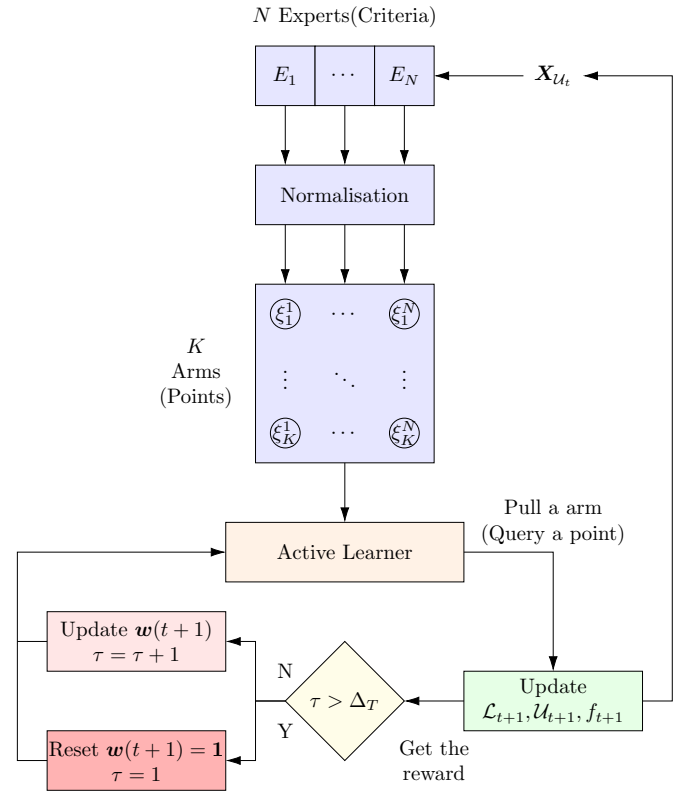 N Experts(Criteria)
E_1 ⋯ E_N
X_{𝒰_t}
Normalisation
ξ_1^1 ⋯ ξ_1^N
K
Arms
(Points)
⋮ ⋱ ⋮
ξ_K^1 ⋯ ξ_K^N
Pull a arm
(Query a point)
Active Learner
Update w(t + 1)
τ = τ + 1
N
τ > Δ_T
Y
Update
ℒ_{t+1}, 𝒰_{t+1}, f_{t+1}
Get the
reward
Reset w(t + 1) = 1
τ = 1